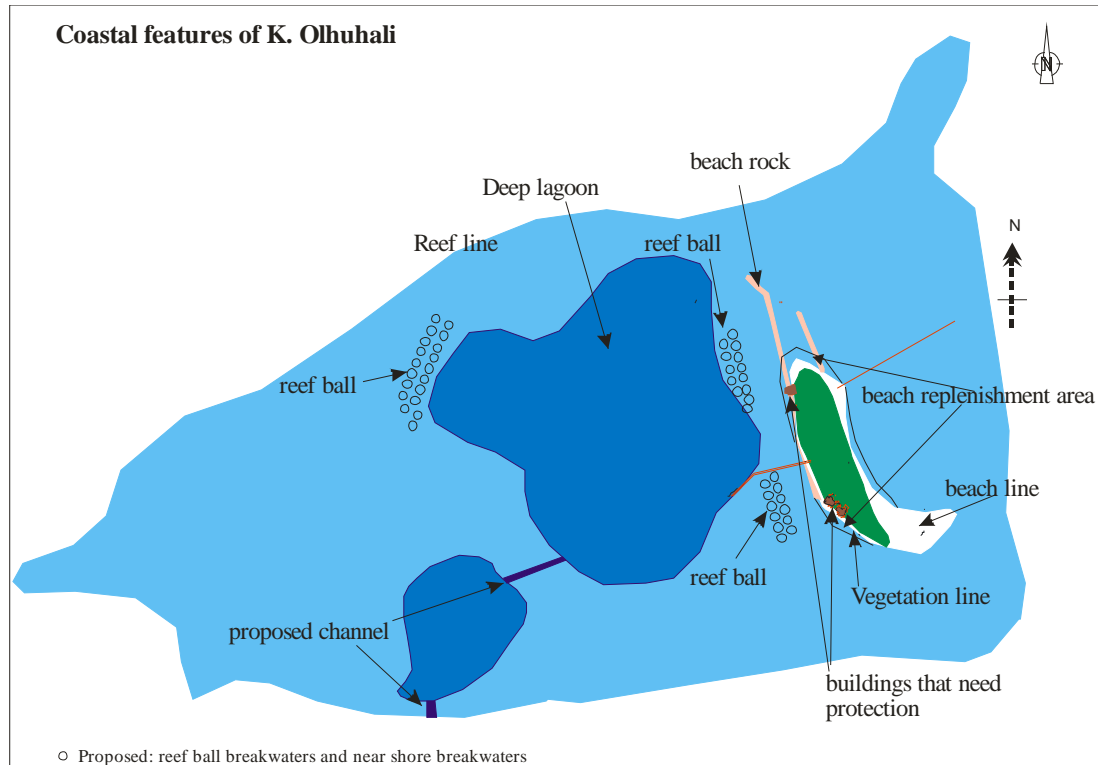 Coastal features of K. Olhuhali
N
beach rock
Deep lagoon
N
Reef line
reef ball
reef ball
beach replenishment area
beach line
reef ball
Vegetation line
proposed channel
buildings that need
protection
Proposed: reef ball breakwaters and near shore breakwaters